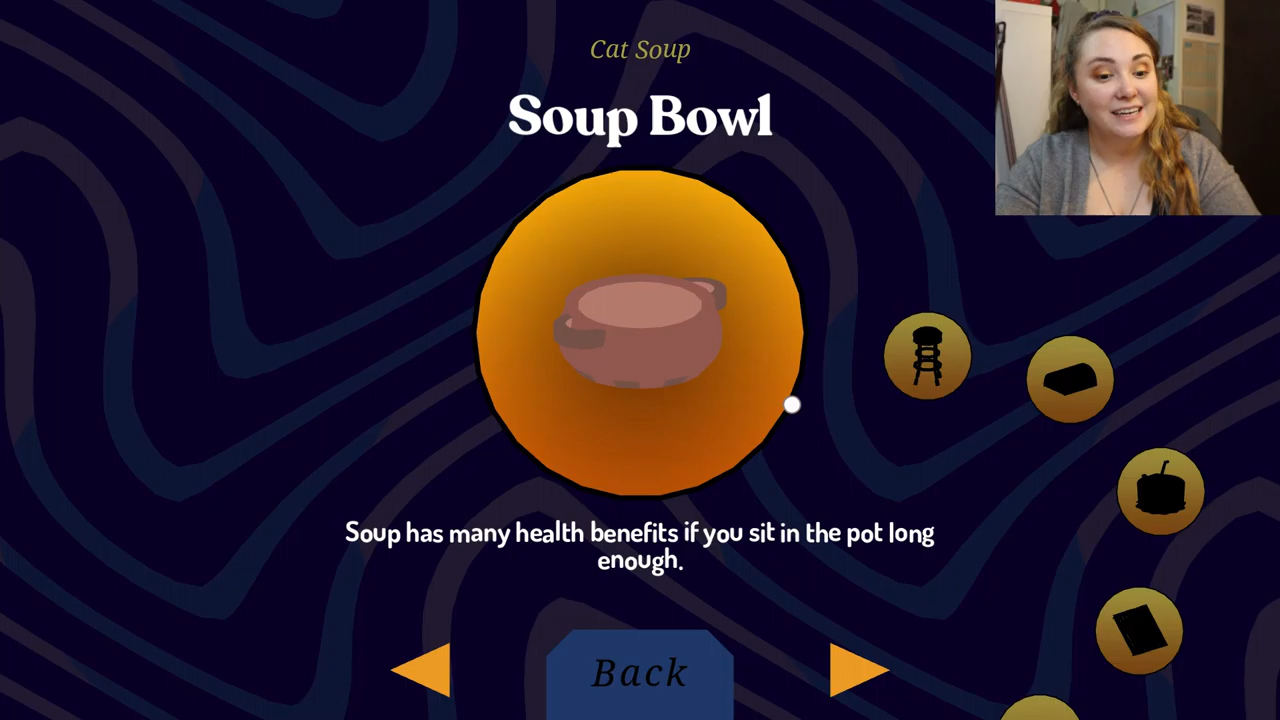 Cat Soup
Soup Bowl
Soup has many health benefits if you sit in the pot long
enough.
Back